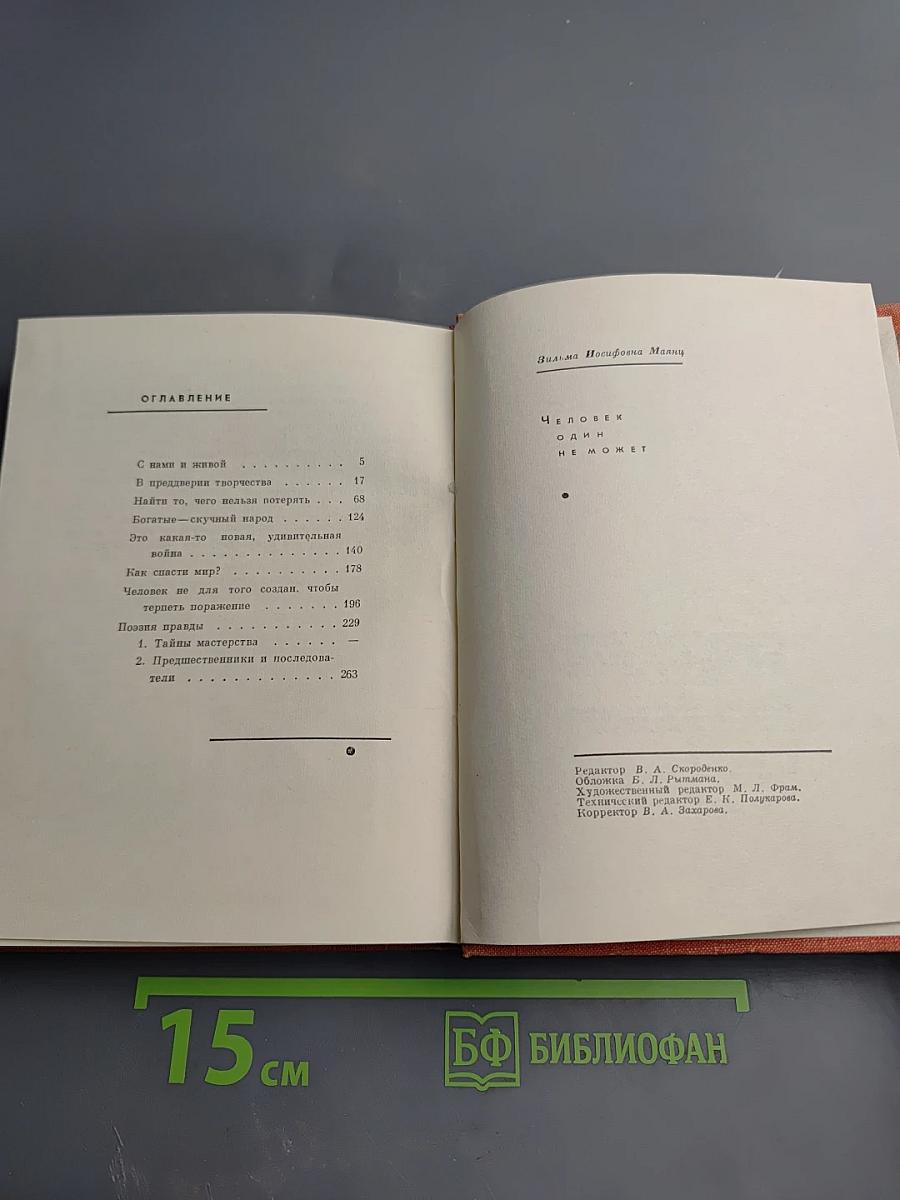 ОГЛАВЛЕНИЕ
С нами и живой . . . . . . . . . . 5
В преддверии творчества . . . . . . 17
Найти то, чего нельзя потерять . . . 68
Богатые — скучный народ . . . . . . 124
Это какая-то новая, удивительная
война . . . . . . . . . . . . . . 140
Как спасти мир? . . . . . . . . . . 178
Человек не для того создан, чтобы
терпеть поражение . . . . . . . 196
Поэзия правды . . . . . . . . . . . 229
1. Тайны мастерства . . . . . . —
2. Предшественники и последова-
тели . . . . . . . . . . . . . 263
Зильма Иосифовна Маянц
ЧЕЛОВЕК
ОДИН
НЕ МОЖЕТ
Редактор В. А. Скороденко.
Обложка Б. Л. Рытмана.
Художественный редактор М. Л. Фрам.
Технический редактор Е. К. Полукарова.
Корректор В. А. Захарова.
15 см
БФ БИБЛИОФАН